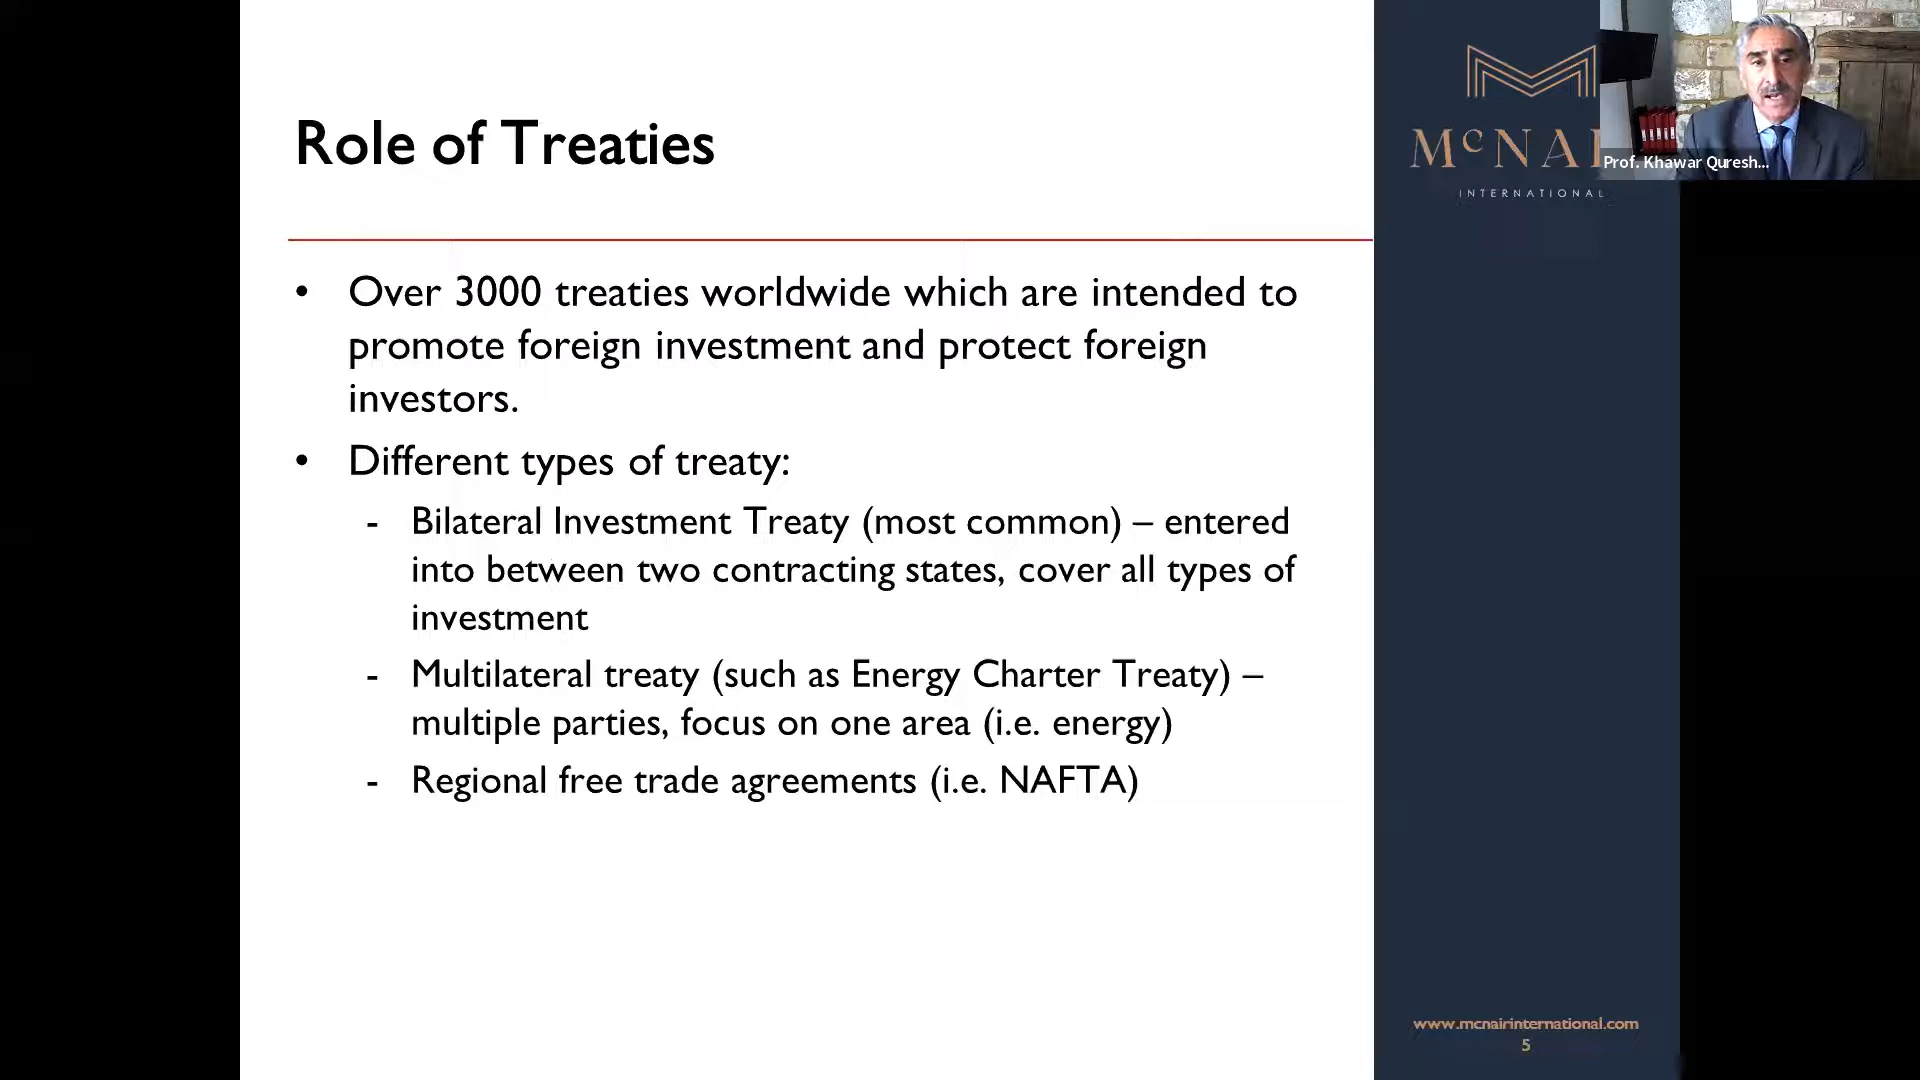 Role of Treaties
• Over 3000 treaties worldwide which are intended to
promote foreign investment and protect foreign
investors.
• Different types of treaty:
- Bilateral Investment Treaty (most common) – entered
into between two contracting states, cover all types of
investment
- Multilateral treaty (such as Energy Charter Treaty) –
multiple parties, focus on one area (i.e. energy)
- Regional free trade agreements (i.e. NAFTA)
McNAI
INTERNATIONAL
Prof. Khawar Quresh...
www.mcnairinternational.com
5